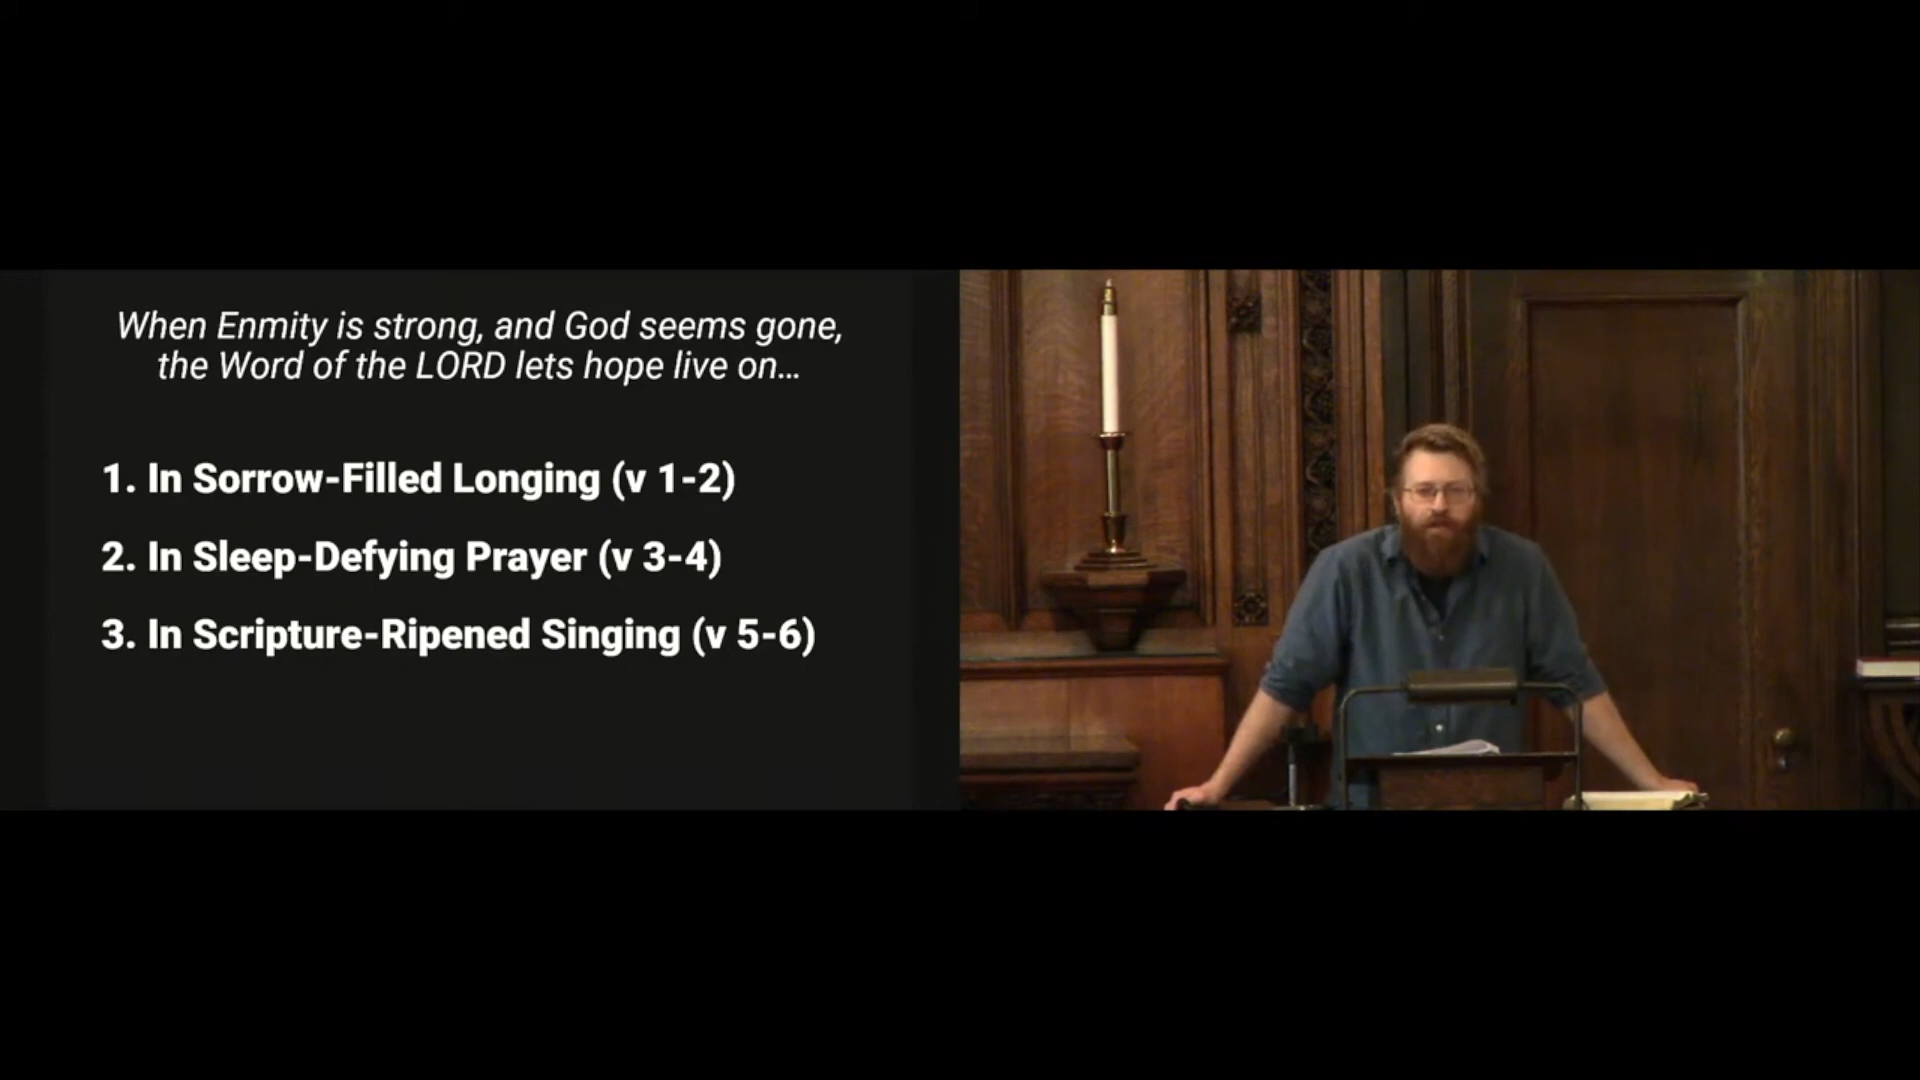 When Enmity is strong, and God seems gone,
the Word of the LORD lets hope live on...
1. In Sorrow-Filled Longing (v 1-2)
2. In Sleep-Defying Prayer (v 3-4)
3. In Scripture-Ripened Singing (v 5-6)